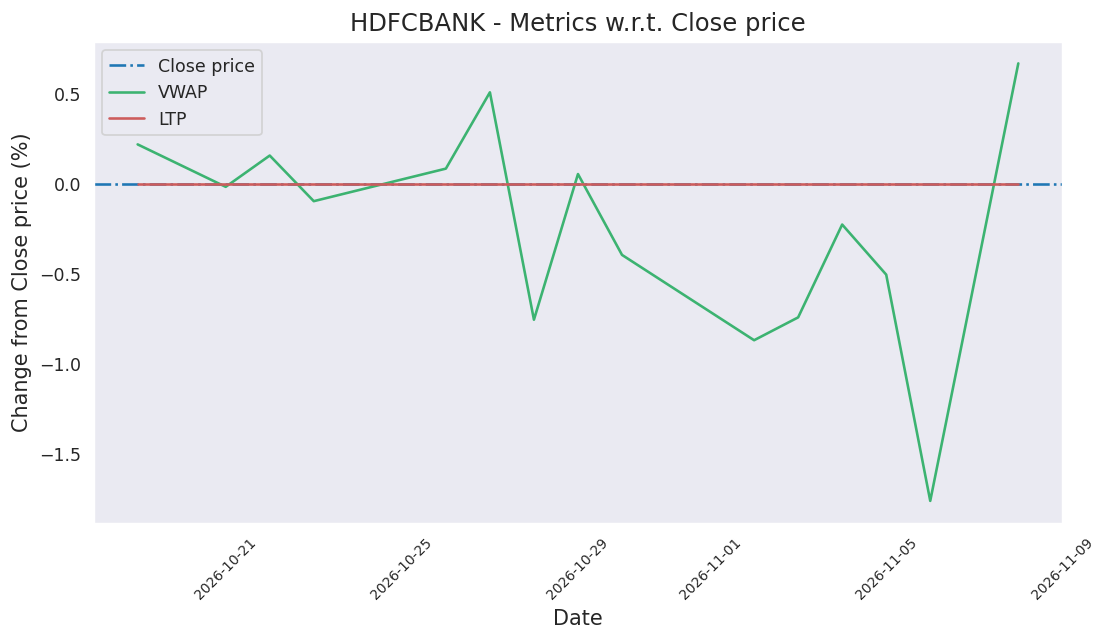 HDFCBANK - Metrics w.r.t. Close price
Close price
VWAP
LTP
Change from Close price (%)
0.5
0.0
−0.5
−1.0
−1.5
2026-10-21
2026-10-25
2026-10-29
2026-11-01
2026-11-05
2026-11-09
Date